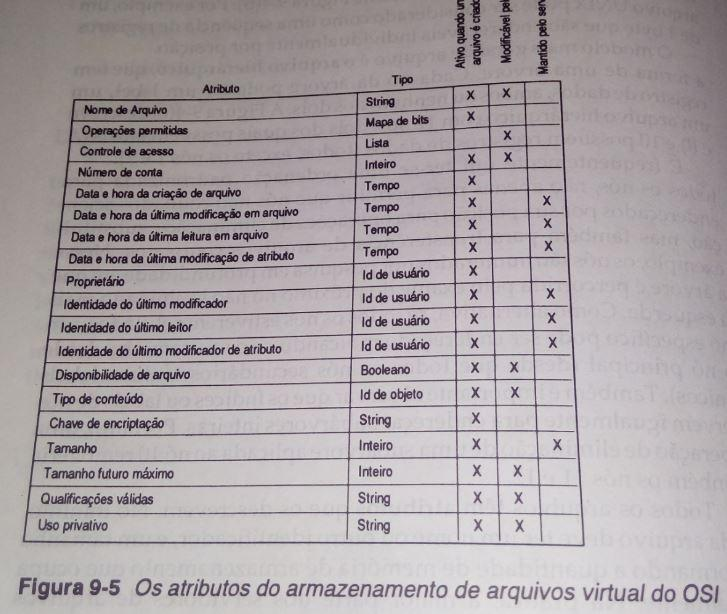 Ativo quando um
arquivo é criado
Modificável pel
Mantido pelo serv
Atributo Tipo
Nome de Arquivo String X X
Operações permitidas Mapa de bits X
Controle de acesso Lista X
Número de conta Inteiro X X
Data e hora da criação de arquivo Tempo X
Data e hora da última modificação em arquivo Tempo X X
Data e hora da última leitura em arquivo Tempo X X
Data e hora da última modificação de atributo Tempo X X
Proprietário Id de usuário X
Identidade do último modificador Id de usuário X X
Identidade do último leitor Id de usuário X X
Identidade do último modificador de atributo Id de usuário X X
Disponibilidade de arquivo Booleano X X
Tipo de conteúdo Id de objeto X X
Chave de encriptação String X
Tamanho Inteiro X X
Tamanho futuro máximo Inteiro X X
Qualificações válidas String X X
Uso privativo String X X
Figura 9-5 Os atributos do armazenamento de arquivos virtual do OSI